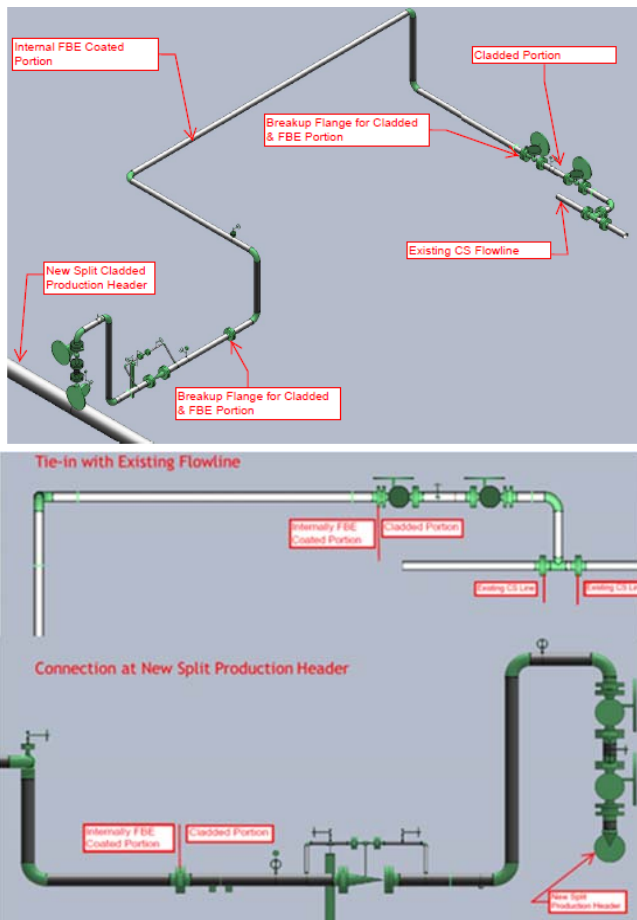 Internal FBE Coated
Portion
Cladded Portion
Breakup Flange for Cladded
& FBE Portion
Existing CS Flowline
New Split Cladded
Production Header
Breakup Flange for Cladded
& FBE Portion
Tie-in with Existing Flowline
Internally FBE
Coated Portion
Cladded Portion
Existing CS Line
Existing CS Line
Connection at New Split Production Header
Internally FBE
Coated Portion
Cladded Portion
New Split
Production Header